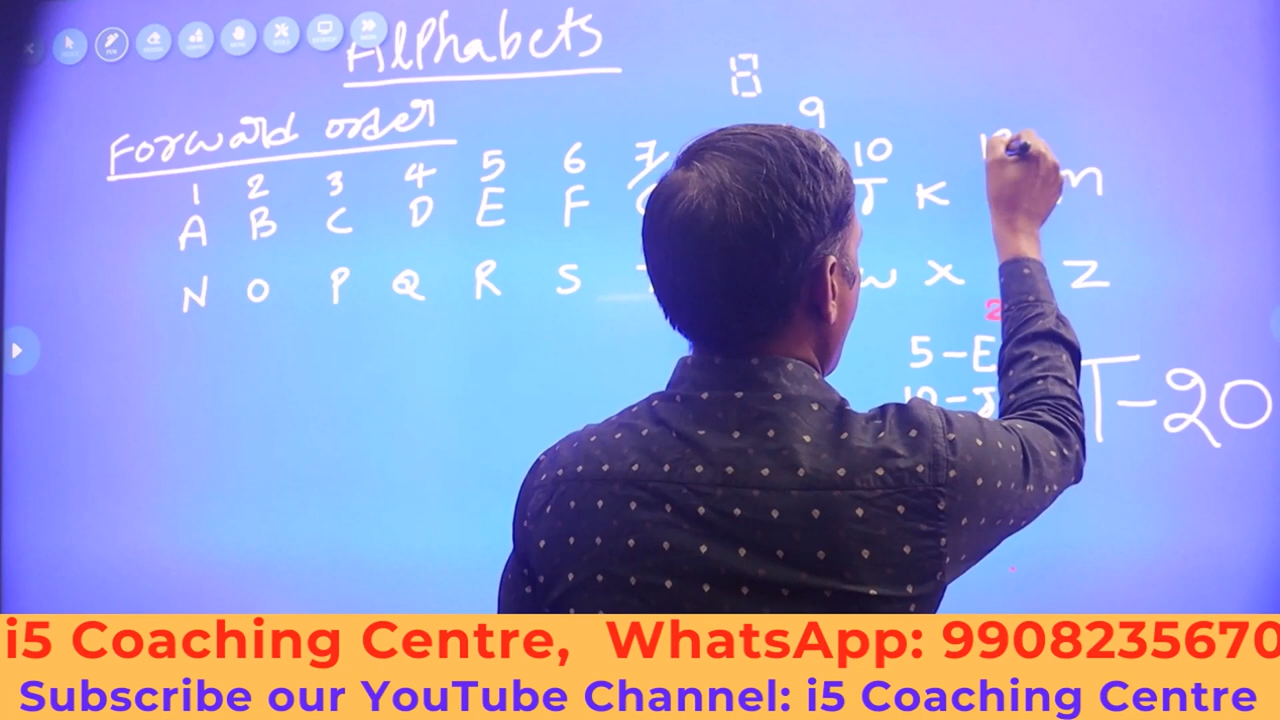 Alphabets
Forward order
9
1 2 3 4 5 6 7 10
A B C D E F J K m
N O P Q R S w x Z
5-E
10-J
T-20
i5 Coaching Centre, WhatsApp: 9908235670
Subscribe our YouTube Channel: i5 Coaching Centre